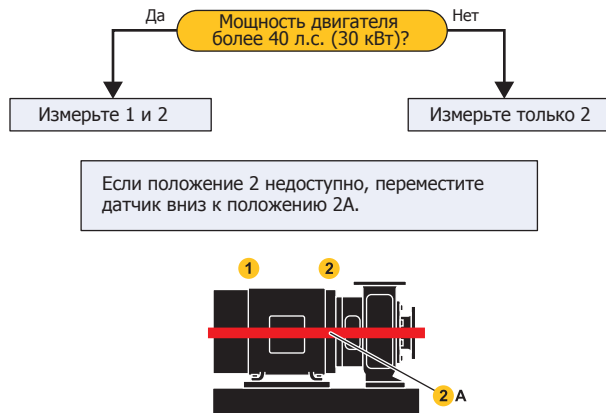 Да
Мощность двигателя
более 40 л.с. (30 кВт)?
Нет
Измерьте 1 и 2
Измерьте только 2
Если положение 2 недоступно, переместите
датчик вниз к положению 2А.
1
2
2 А